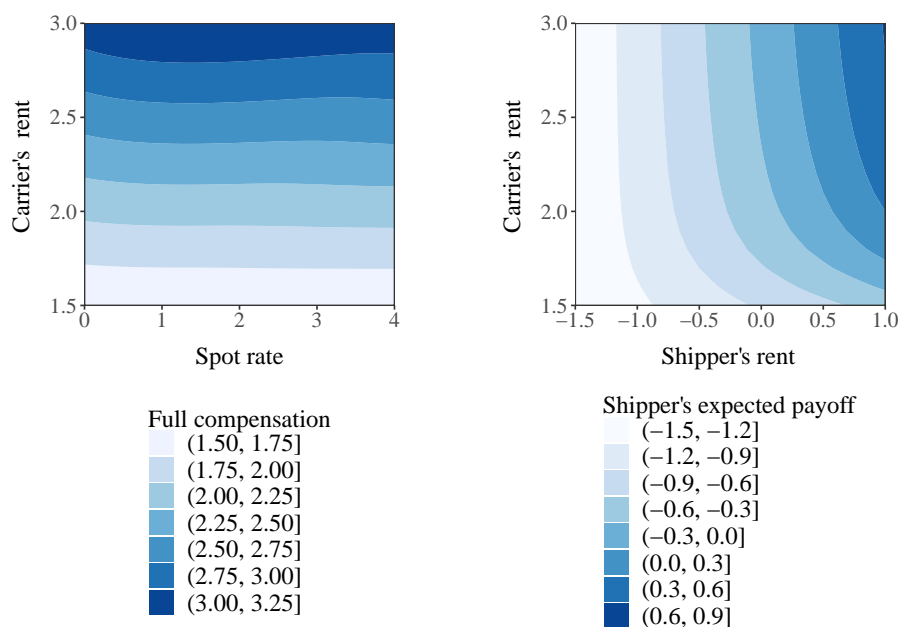 3.0
2.5
2.0
1.5
Carrier's rent
0 1 2 3 4
Spot rate
Full compensation
(1.50, 1.75]
(1.75, 2.00]
(2.00, 2.25]
(2.25, 2.50]
(2.50, 2.75]
(2.75, 3.00]
(3.00, 3.25]
3.0
2.5
2.0
1.5
Carrier's rent
−1.5 −1.0 −0.5 0.0 0.5 1.0
Shipper's rent
Shipper's expected payoff
(−1.5, −1.2]
(−1.2, −0.9]
(−0.9, −0.6]
(−0.6, −0.3]
(−0.3, 0.0]
(0.0, 0.3]
(0.3, 0.6]
(0.6, 0.9]